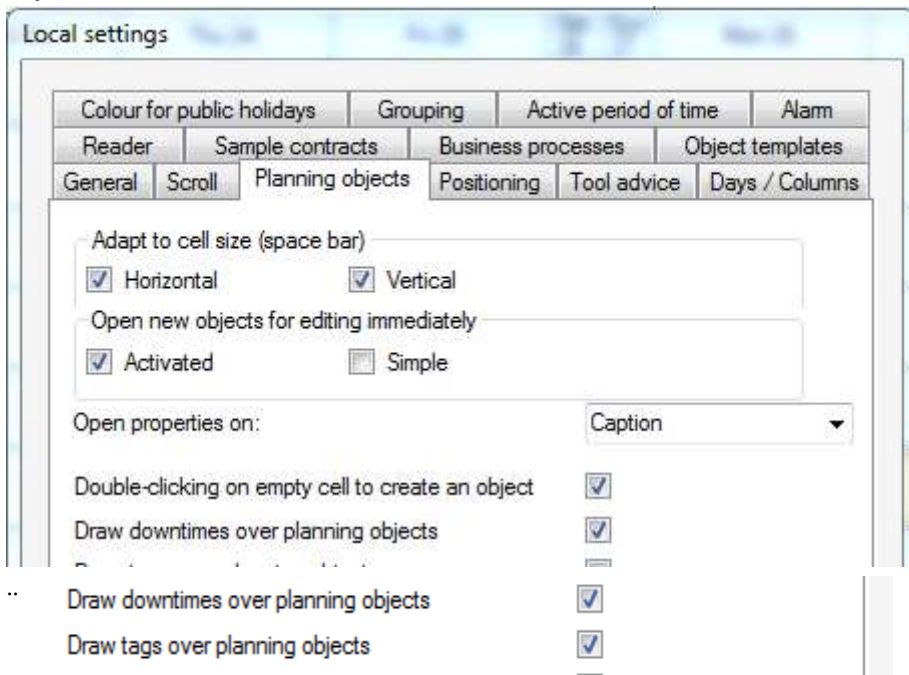 Local settings
Colour for public holidays Grouping Active period of time Alarm
Reader Sample contracts Business processes Object templates
General Scroll Planning objects Positioning Tool advice Days / Columns
Adapt to cell size (space bar)
Horizontal Vertical
Open new objects for editing immediately
Activated Simple
Open properties on: Caption
Double-clicking on empty cell to create an object
Draw downtimes over planning objects
.. Draw downtimes over planning objects
Draw tags over planning objects